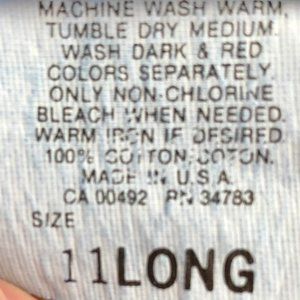 MACHINE WASH WARM,
TUMBLE DRY MEDIUM.
WASH DARK & RED
COLORS SEPARATELY.
ONLY NON-CHLORINE
BLEACH WHEN NEEDED.
WARM IRON IF DESIRED.
100% COTTON, COTON.
MADE IN U.S.A.
CA 00492 RN 34783
SIZE
11LONG